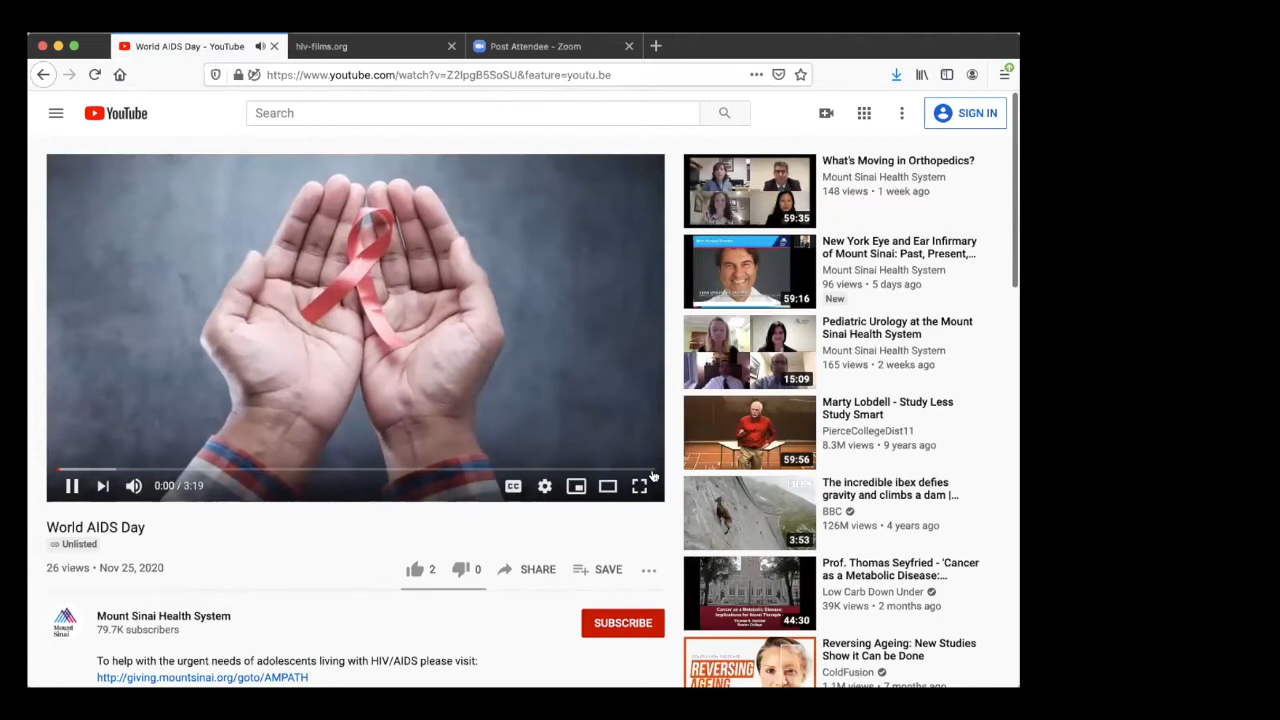 World AIDS Day - YouTube
hiv-films.org
Post Attendee - Zoom
https://www.youtube.com/watch?v=Z2lpgB5SoSU&feature=youtu.be
YouTube
Search
SIGN IN
0:00 / 3:19
CC
World AIDS Day
Unlisted
26 views • Nov 25, 2020
2
0
SHARE
SAVE
Mount Sinai
Mount Sinai Health System
79.7K subscribers
SUBSCRIBE
To help with the urgent needs of adolescents living with HIV/AIDS please visit:
http://giving.mountsinai.org/goto/AMPATH
59:35
What's Moving in Orthopedics?
Mount Sinai Health System
148 views • 1 week ago
59:16
New York Eye and Ear Infirmary
of Mount Sinai: Past, Present,...
Mount Sinai Health System
96 views • 5 days ago
New
15:09
Pediatric Urology at the Mount
Sinai Health System
Mount Sinai Health System
165 views • 2 weeks ago
59:56
Marty Lobdell - Study Less
Study Smart
PierceCollegeDist11
8.3M views • 9 years ago
3:53
The incredible ibex defies
gravity and climbs a dam |...
BBC
126M views • 4 years ago
44:30
Prof. Thomas Seyfried - 'Cancer
as a Metabolic Disease:...
Low Carb Down Under
39K views • 2 months ago
REVERSING
AGEING
Reversing Ageing: New Studies
Show it Can be Done
ColdFusion
1.1M views • 7 months ago